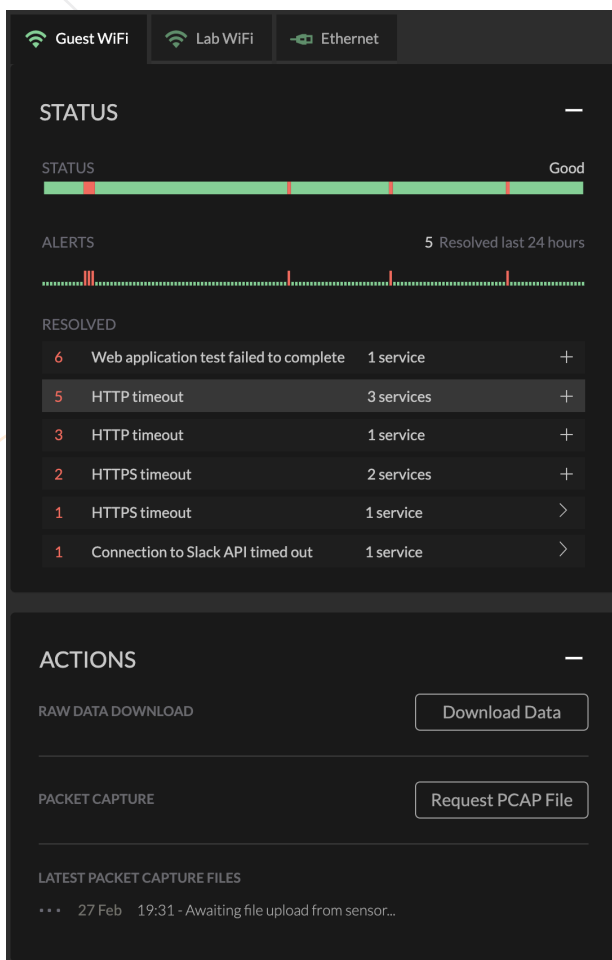 Guest WiFi Lab WiFi Ethernet
STATUS
STATUS Good
ALERTS 5 Resolved last 24 hours
RESOLVED
6 Web application test failed to complete 1 service +
5 HTTP timeout 3 services +
3 HTTP timeout 1 service +
2 HTTPS timeout 2 services +
1 HTTPS timeout 1 service >
1 Connection to Slack API timed out 1 service >
ACTIONS
RAW DATA DOWNLOAD Download Data
PACKET CAPTURE Request PCAP File
LATEST PACKET CAPTURE FILES
··· 27 Feb 19:31 - Awaiting file upload from sensor...